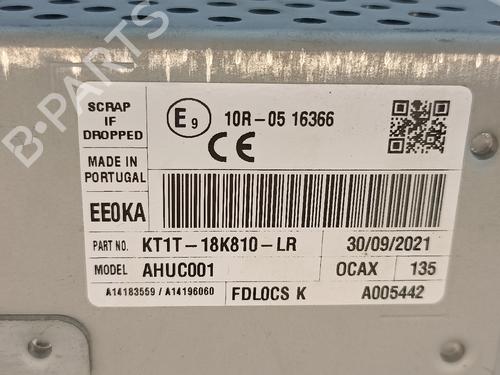 B-PARTS
SCRAP IF DROPPED
E9 10R-05 16366
CE
MADE IN PORTUGAL
EE0KA
PART NO. KT1T-18K810-LR 30/09/2021
MODEL AHUC001 OCAX 135
A14183559 / A14196060 FDLOCS K A005442